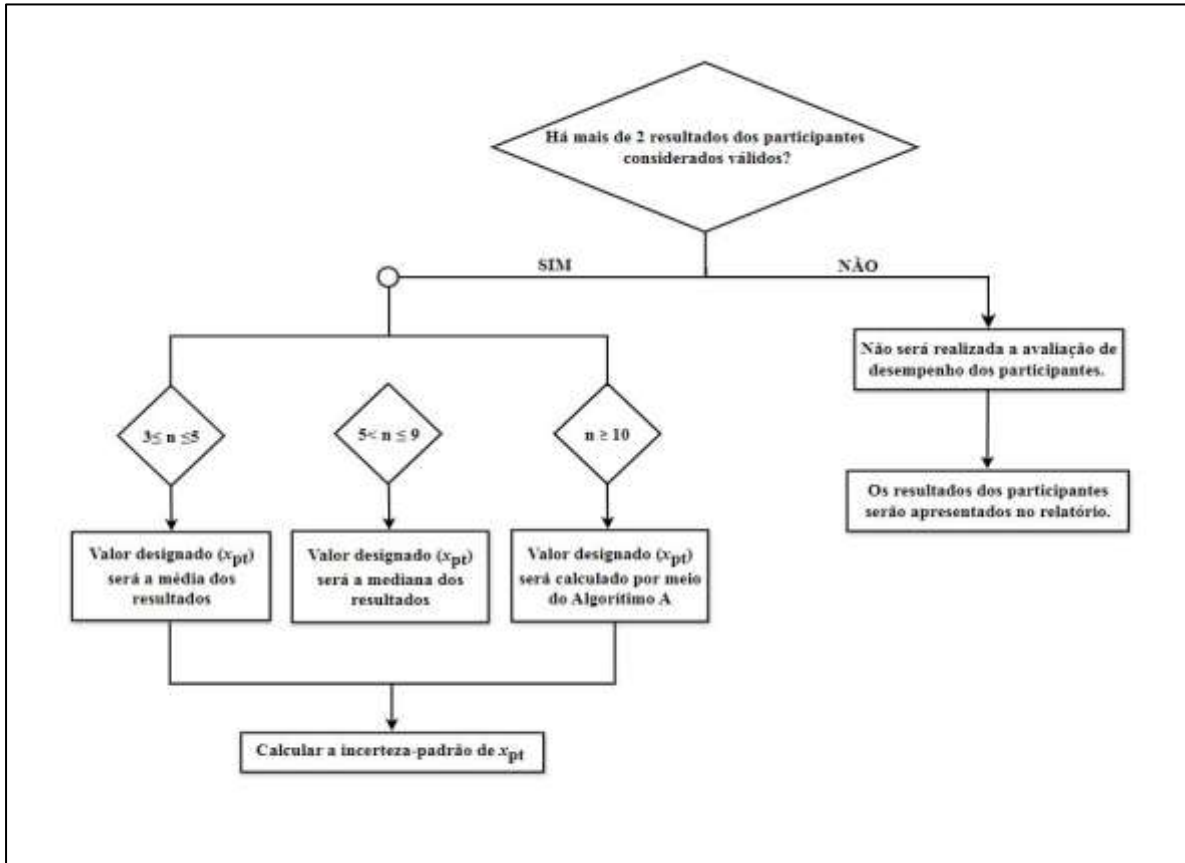 Há mais de 2 resultados dos participantes
considerados válidos?
SIM
NÃO
Não será realizada a avaliação de
desempenho dos participantes.
3≤ n ≤5
5< n ≤ 9
n ≥ 10
Os resultados dos participantes
serão apresentados no relatório.
Valor designado (xpt)
será a média dos
resultados
Valor designado (xpt)
será a mediana dos
resultados
Valor designado (xpt)
será calculado por meio
do Algorítimo A
Calcular a incerteza-padrão de xpt